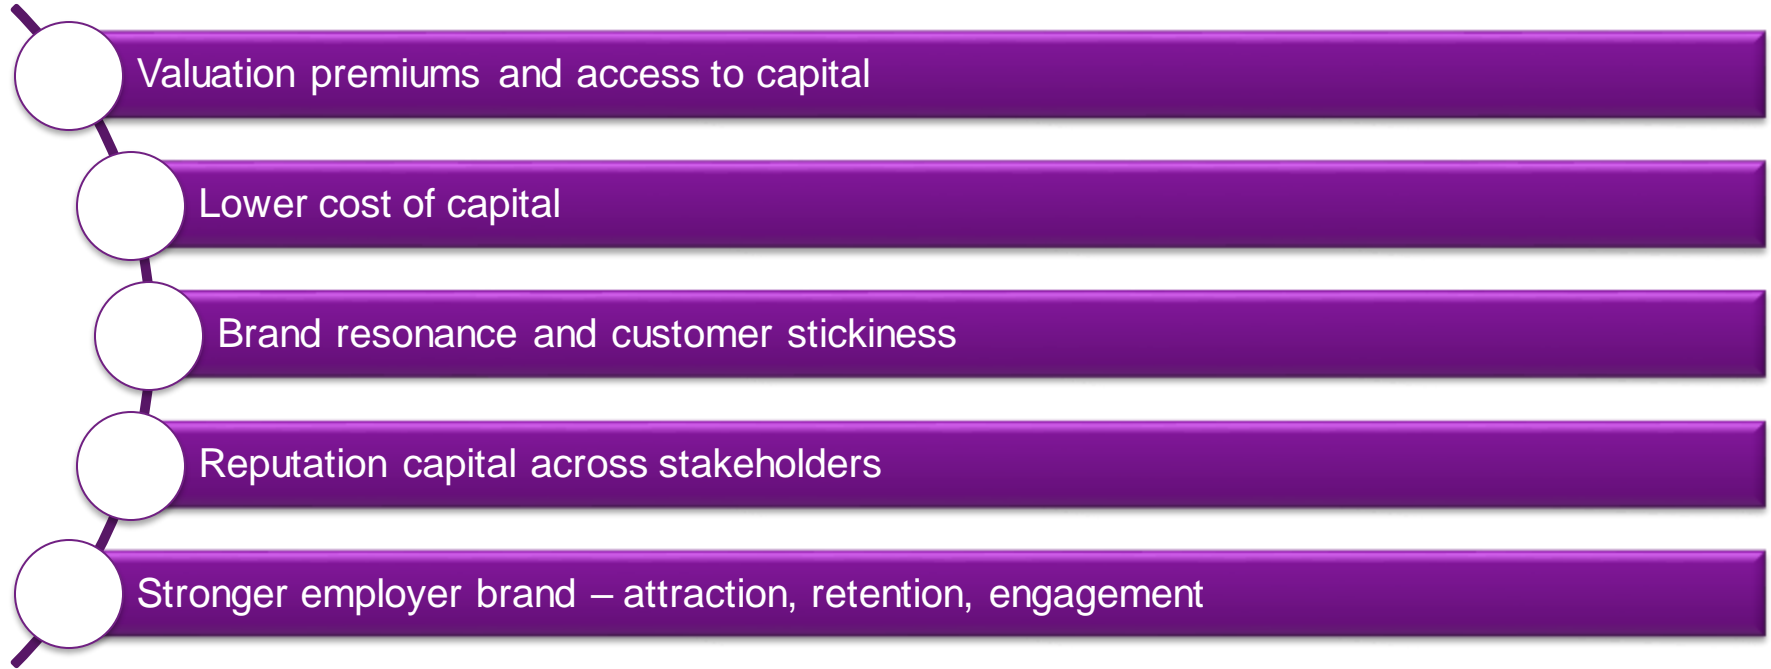 Valuation premiums and access to capital
Lower cost of capital
Brand resonance and customer stickiness
Reputation capital across stakeholders
Stronger employer brand – attraction, retention, engagement